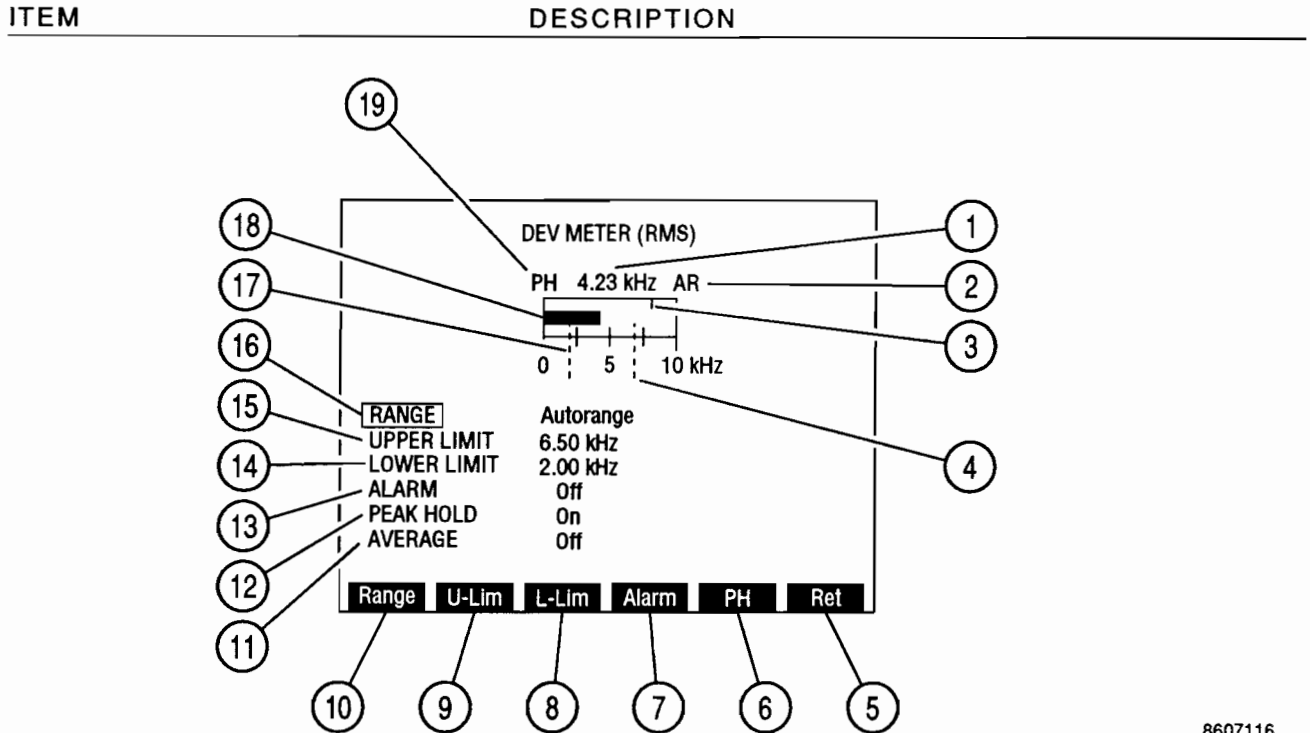 ITEM DESCRIPTION
19
18
17
16
15
14
13
12
11
DEV METER (RMS)
PH 4.23 kHz AR
0 5 10 kHz
RANGE Autorange
UPPER LIMIT 6.50 kHz
LOWER LIMIT 2.00 kHz
ALARM Off
PEAK HOLD On
AVERAGE Off
Range U-Lim L-Lim Alarm PH Ret
1
2
3
4
10 9 8 7 6 5
8607116